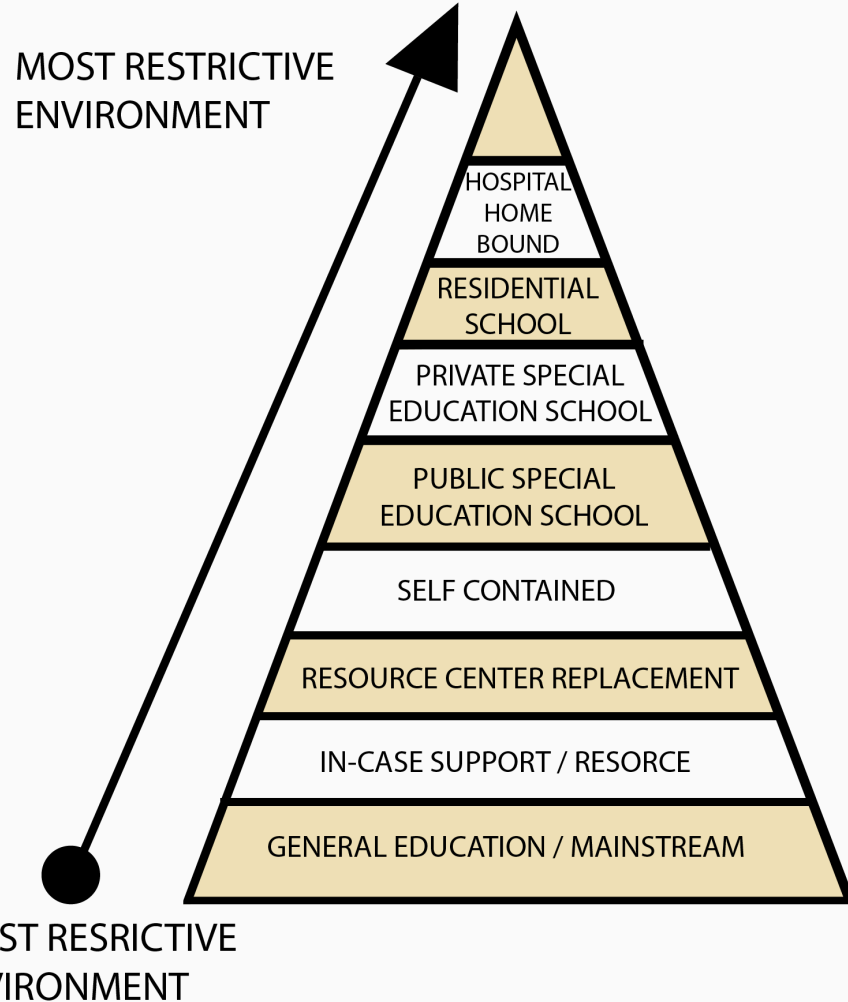 MOST RESTRICTIVE
ENVIRONMENT
HOSPITAL
HOME
BOUND
RESIDENTIAL
SCHOOL
PRIVATE SPECIAL
EDUCATION SCHOOL
PUBLIC SPECIAL
EDUCATION SCHOOL
SELF CONTAINED
RESOURCE CENTER REPLACEMENT
IN-CASE SUPPORT / RESORCE
GENERAL EDUCATION / MAINSTREAM
ST RESRICTIVE
VIRONMENT